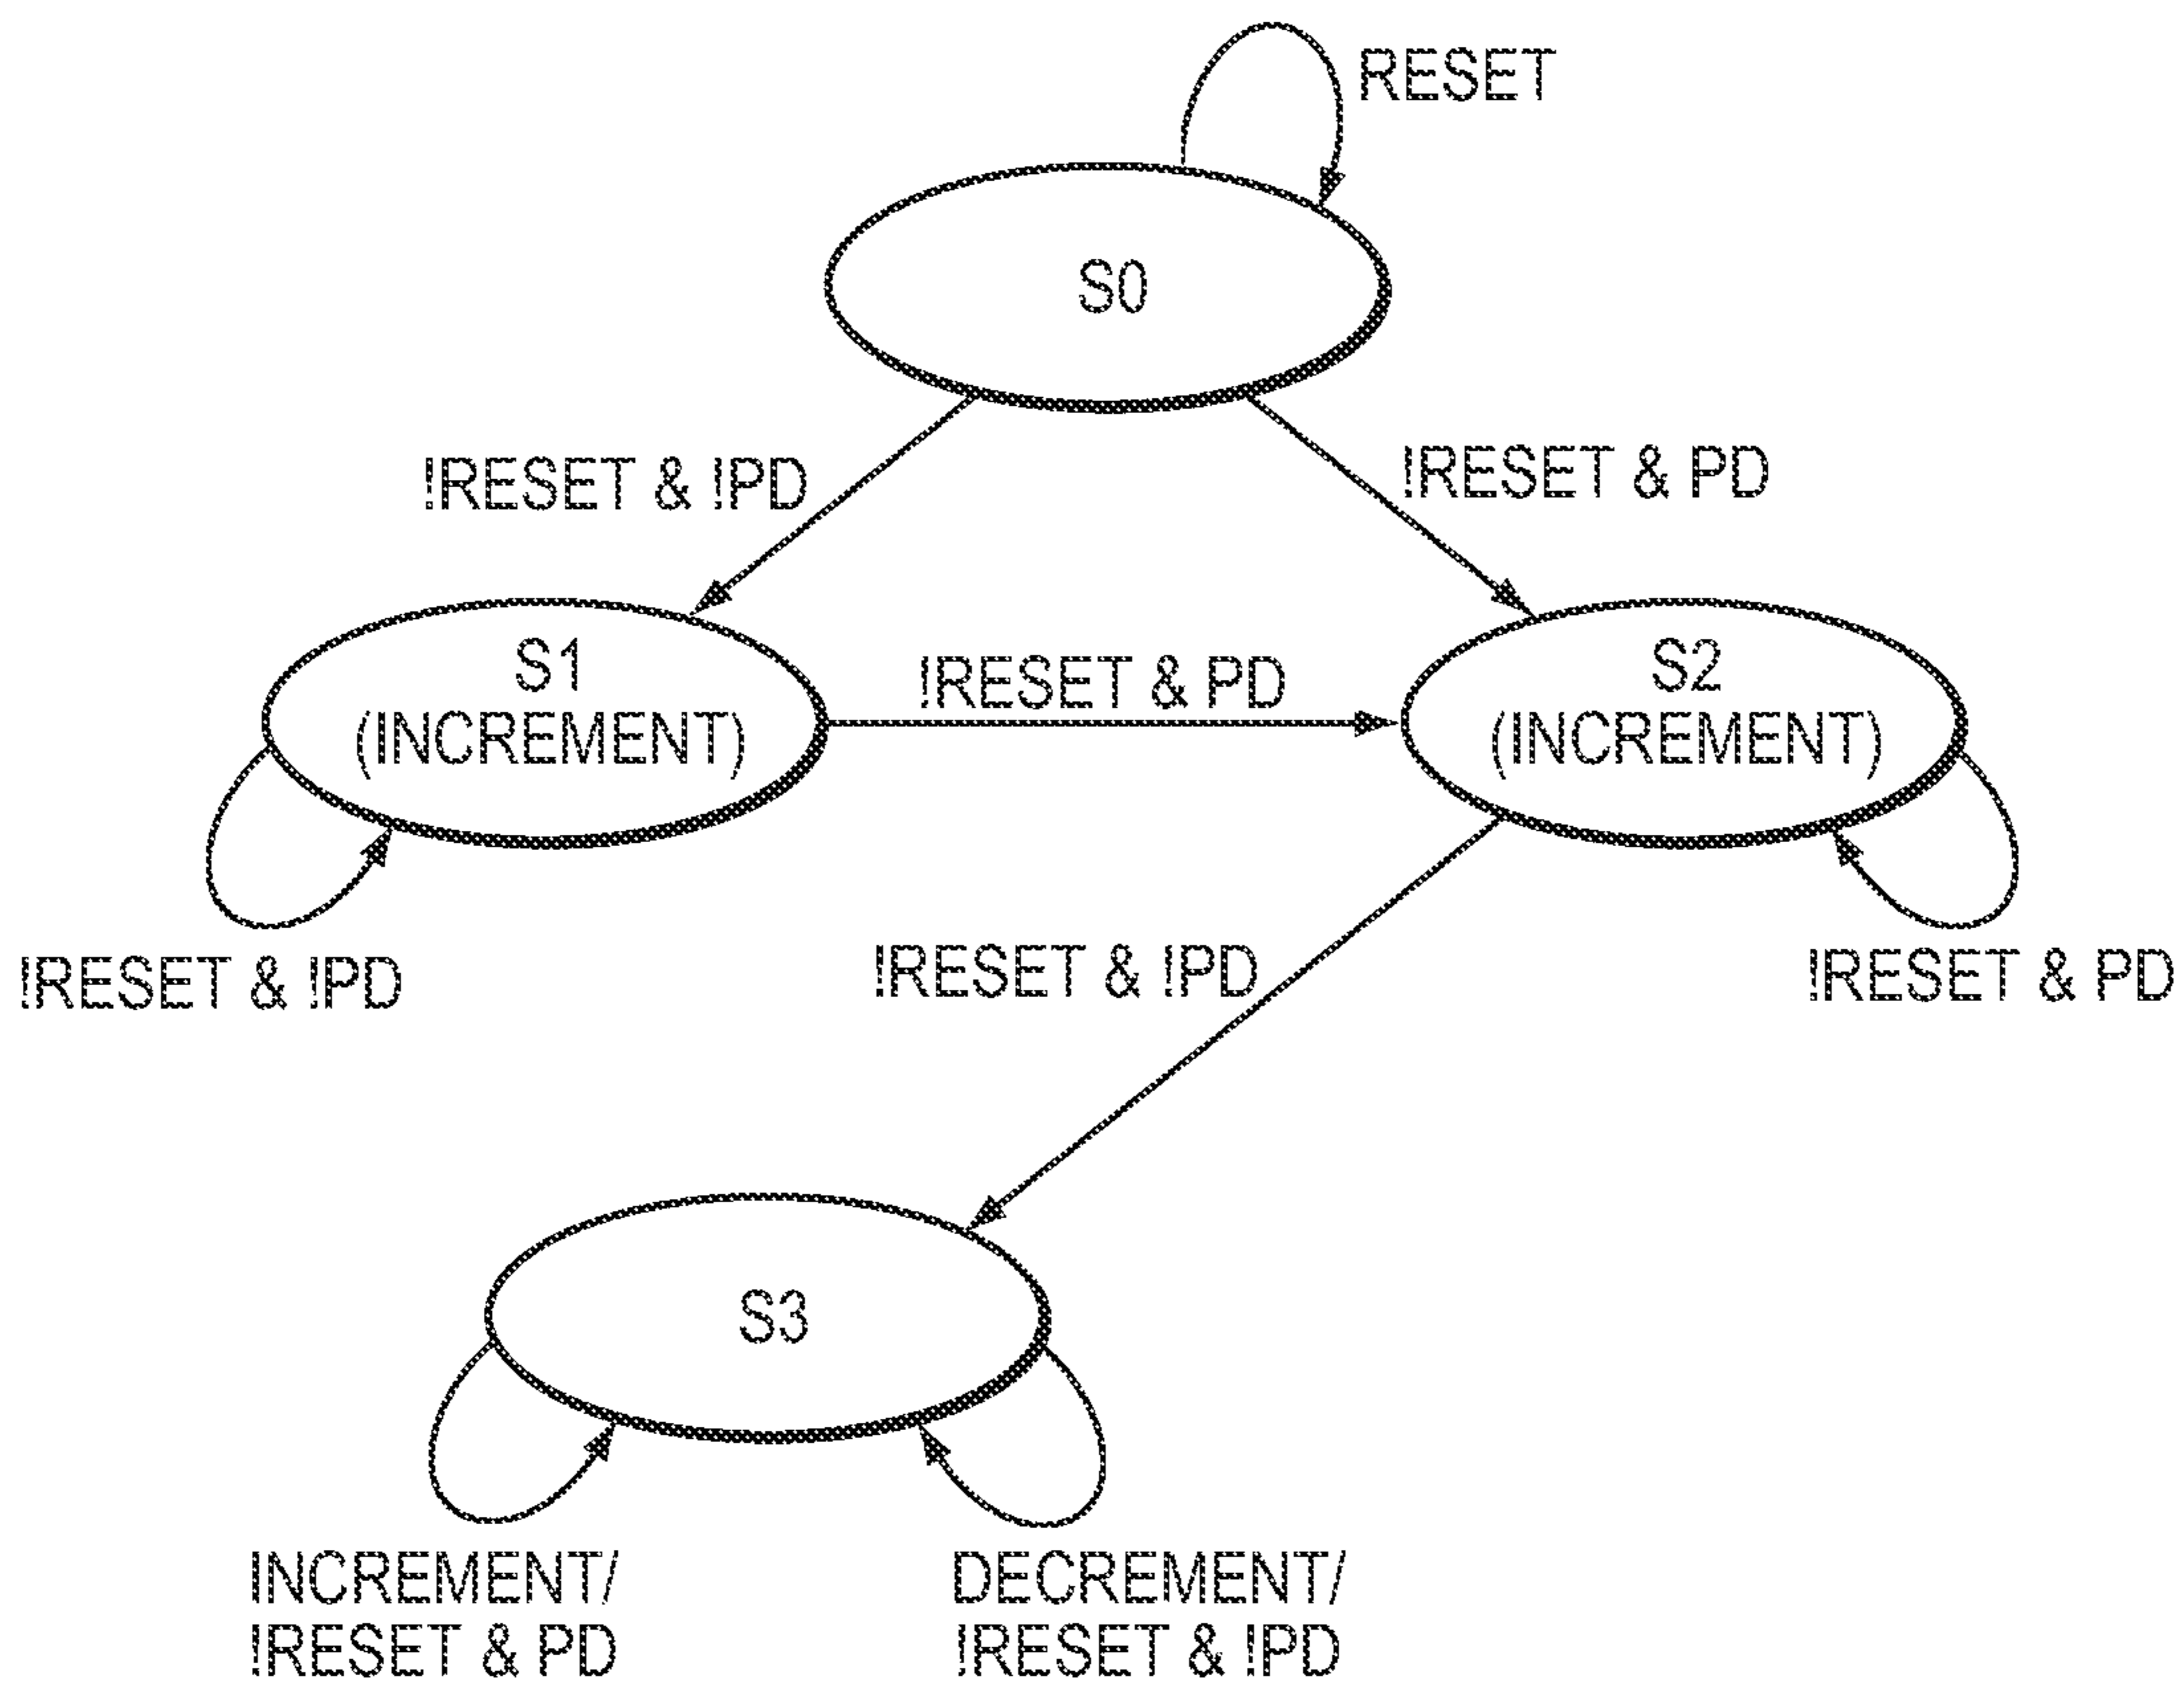 RESET
S0
!RESET & !PD
!RESET & PD
S1
(INCREMENT)
!RESET & PD
S2
(INCREMENT)
!RESET & !PD
!RESET & !PD
!RESET & PD
S3
INCREMENT/
!RESET & PD
DECREMENT/
!RESET & !PD